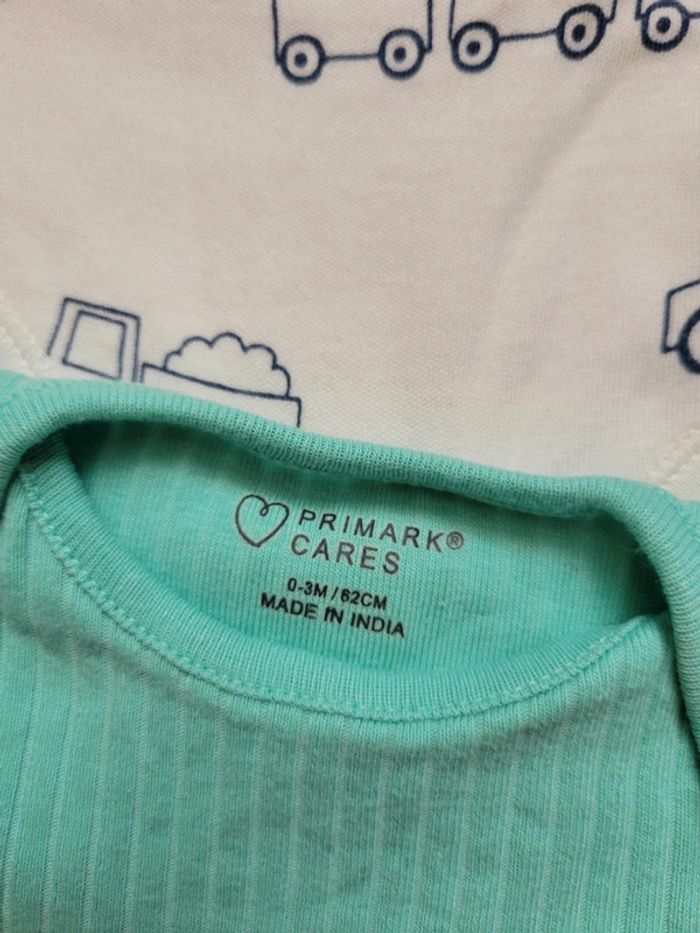 PRIMARK®
CARES
0-3M / 62CM
MADE IN INDIA